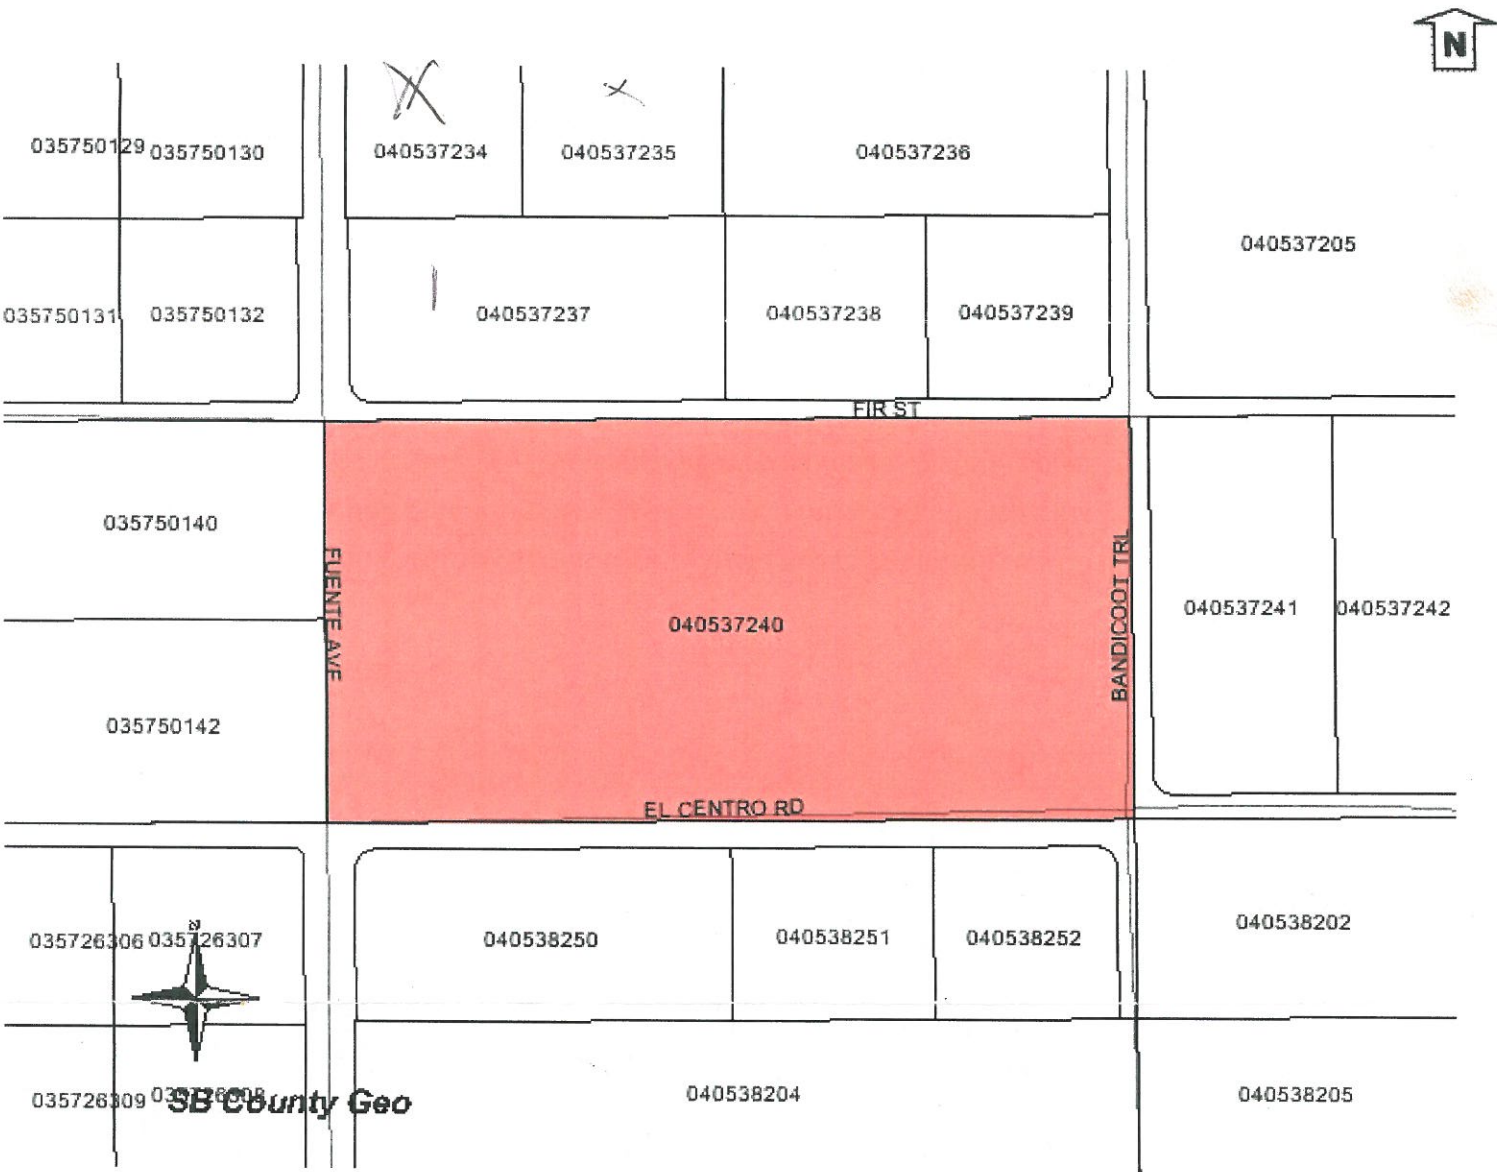 N
035750129 035750130 040537234 040537235 040537236
040537205
035750131 035750132 040537237 040537238 040537239
FIR ST
035750140
FUENTE AVE
040537240
BANDICOOT TRL
040537241 040537242
035750142
EL CENTRO RD
035726306 035726307 040538250 040538251 040538252 040538202
N
035726309 035726308 040538204 040538205
SB County Geo